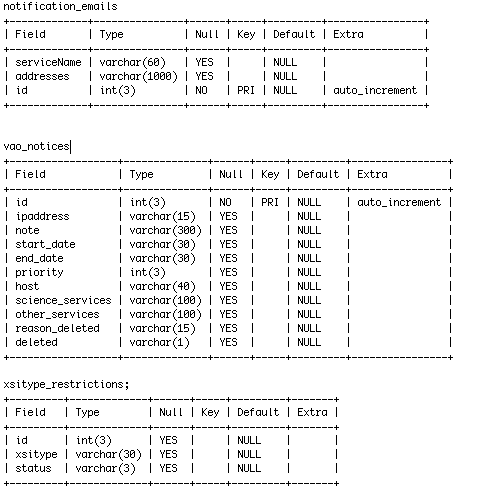 notification_emails
+-------------+---------------+------+-----+---------+----------------+
| Field       | Type          | Null | Key | Default | Extra          |
+-------------+---------------+------+-----+---------+----------------+
| serviceName | varchar(60)   | YES  |     | NULL    |                |
| addresses   | varchar(1000) | YES  |     | NULL    |                |
| id          | int(3)        | NO   | PRI | NULL    | auto_increment |
+-------------+---------------+------+-----+---------+----------------+
vao_notices
+------------------+--------------+------+-----+---------+----------------+
| Field            | Type         | Null | Key | Default | Extra          |
+------------------+--------------+------+-----+---------+----------------+
| id               | int(3)       | NO   | PRI | NULL    | auto_increment |
| ipaddress        | varchar(15)  | YES  |     | NULL    |                |
| note             | varchar(300) | YES  |     | NULL    |                |
| start_date       | varchar(30)  | YES  |     | NULL    |                |
| end_date         | varchar(30)  | YES  |     | NULL    |                |
| priority         | int(3)       | YES  |     | NULL    |                |
| host             | varchar(40)  | YES  |     | NULL    |                |
| science_services | varchar(100) | YES  |     | NULL    |                |
| other_services   | varchar(100) | YES  |     | NULL    |                |
| reason_deleted   | varchar(15)  | YES  |     | NULL    |                |
| deleted          | varchar(1)   | YES  |     | NULL    |                |
+------------------+--------------+------+-----+---------+----------------+
xsitype_restrictions;
+---------+-------------+------+-----+---------+-------+
| Field   | Type        | Null | Key | Default | Extra |
+---------+-------------+------+-----+---------+-------+
| id      | int(3)      | YES  |     | NULL    |       |
| xsitype | varchar(30) | YES  |     | NULL    |       |
| status  | varchar(3)  | YES  |     | NULL    |       |
+---------+-------------+------+-----+---------+-------+